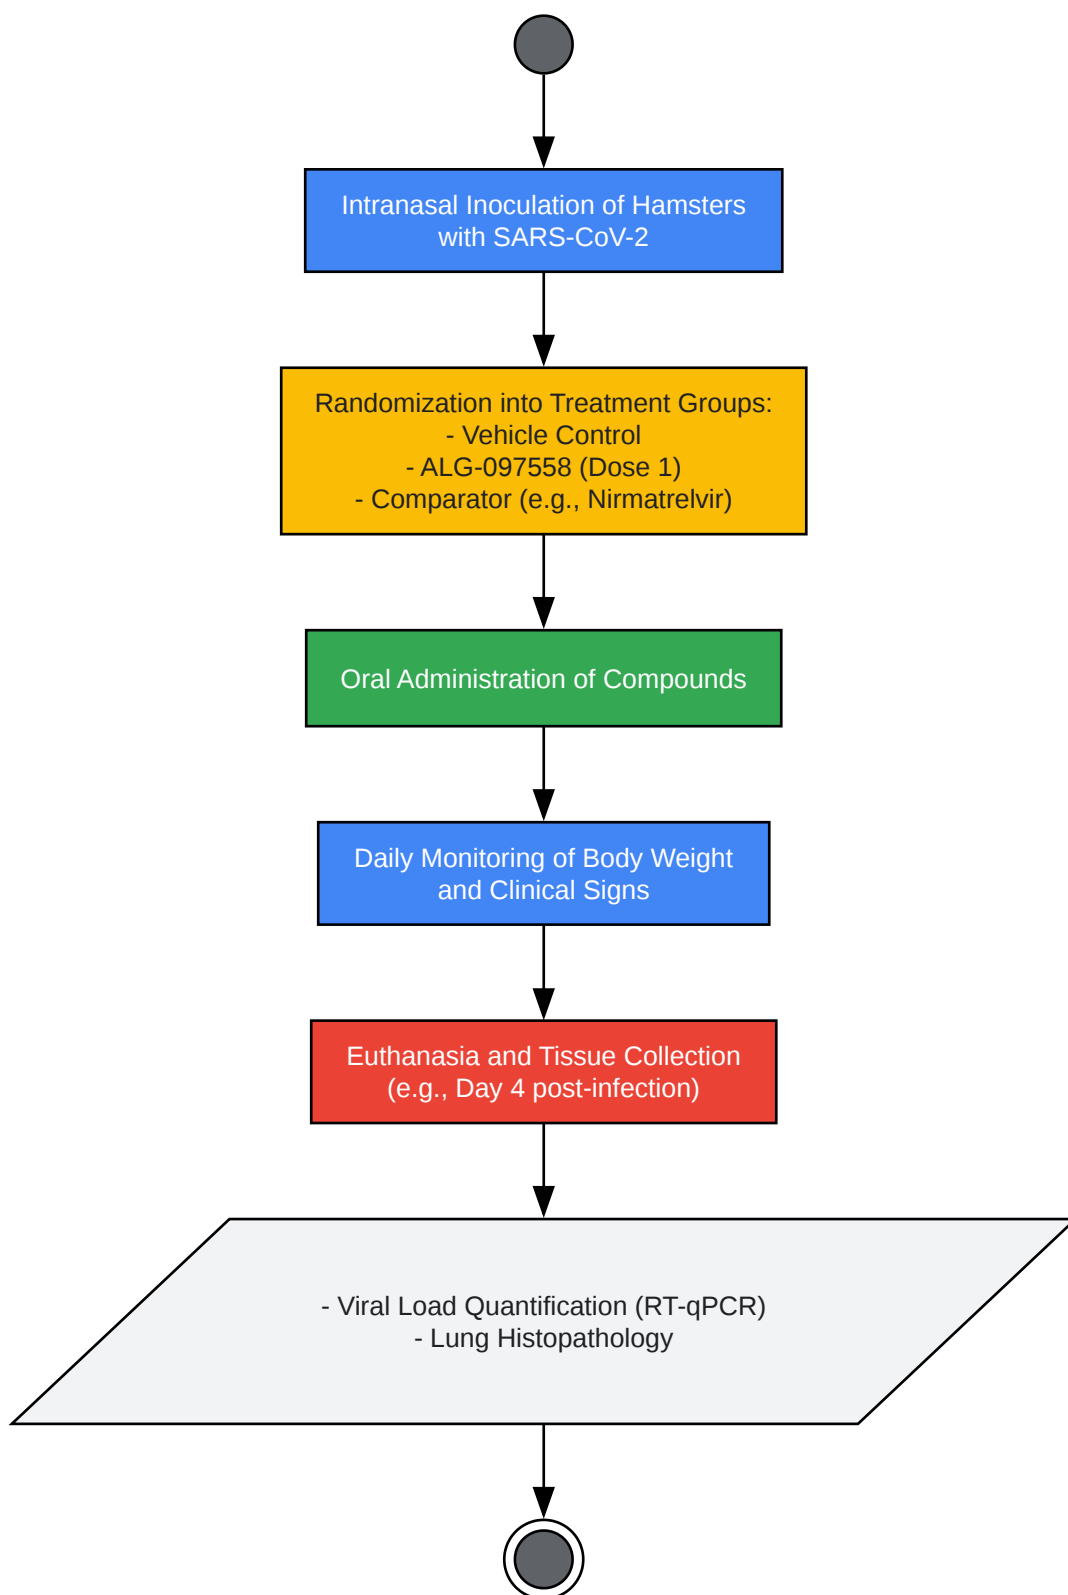 Intranasal Inoculation of Hamsters
with SARS-CoV-2
Randomization into Treatment Groups:
- Vehicle Control
- ALG-097558 (Dose 1)
- Comparator (e.g., Nirmatrelvir)
Oral Administration of Compounds
Daily Monitoring of Body Weight
and Clinical Signs
Euthanasia and Tissue Collection
(e.g., Day 4 post-infection)
- Viral Load Quantification (RT-qPCR)
- Lung Histopathology